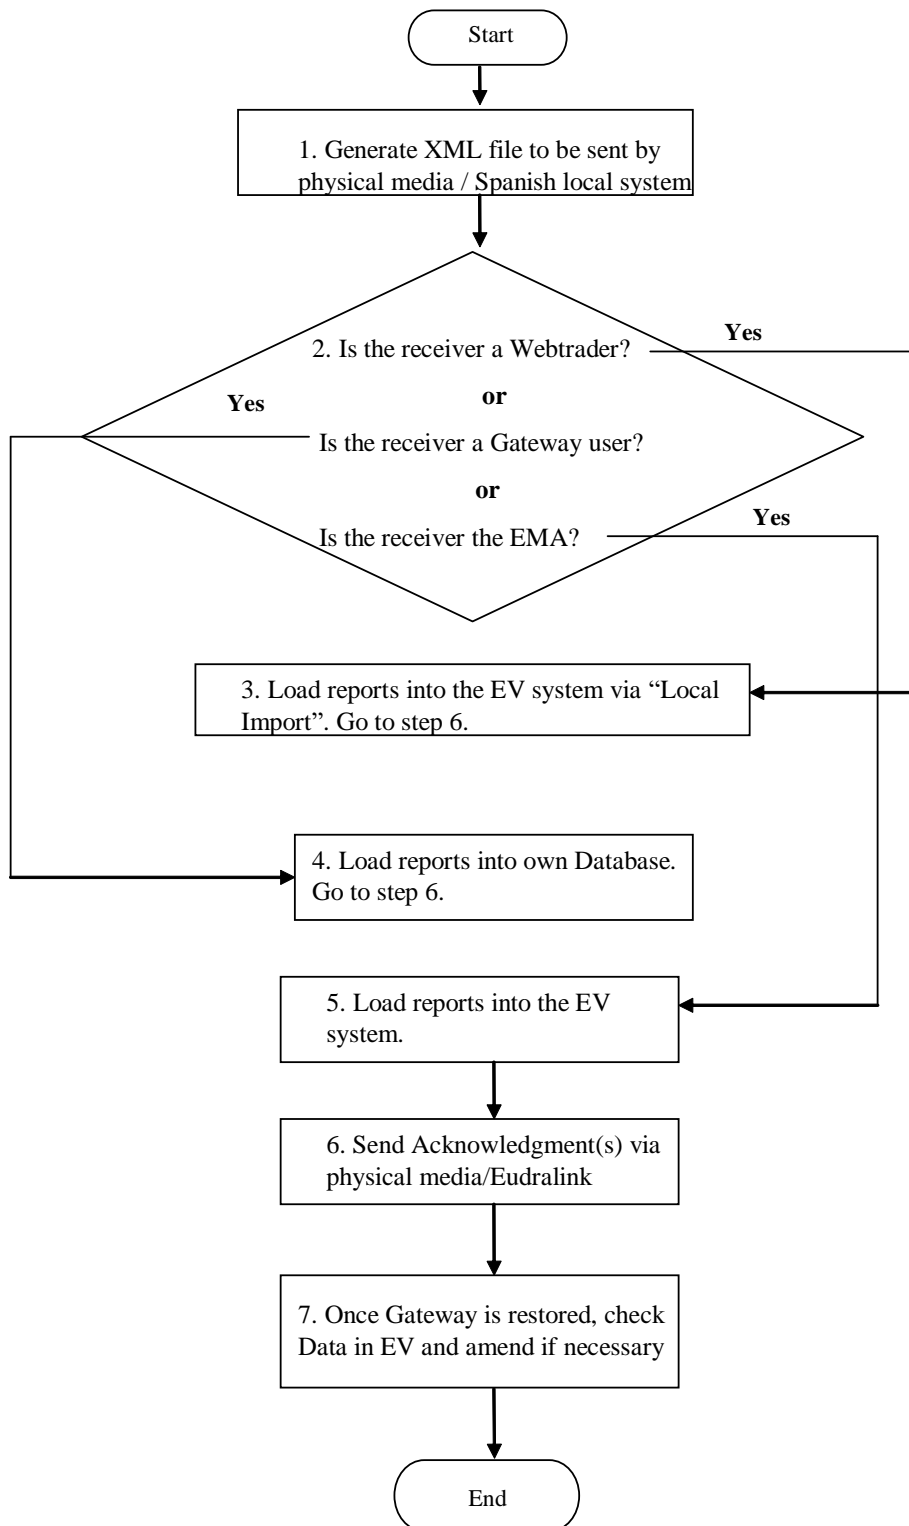 Start
1. Generate XML file to be sent by
physical media / Spanish local system
Yes
2. Is the receiver a Webtrader?
Yes
or
Is the receiver a Gateway user?
or
Yes
Is the receiver the EMA?
3. Load reports into the EV system via “Local
Import”. Go to step 6.
4. Load reports into own Database.
Go to step 6.
5. Load reports into the EV
system.
6. Send Acknowledgment(s) via
physical media/Eudralink
7. Once Gateway is restored, check
Data in EV and amend if necessary
End